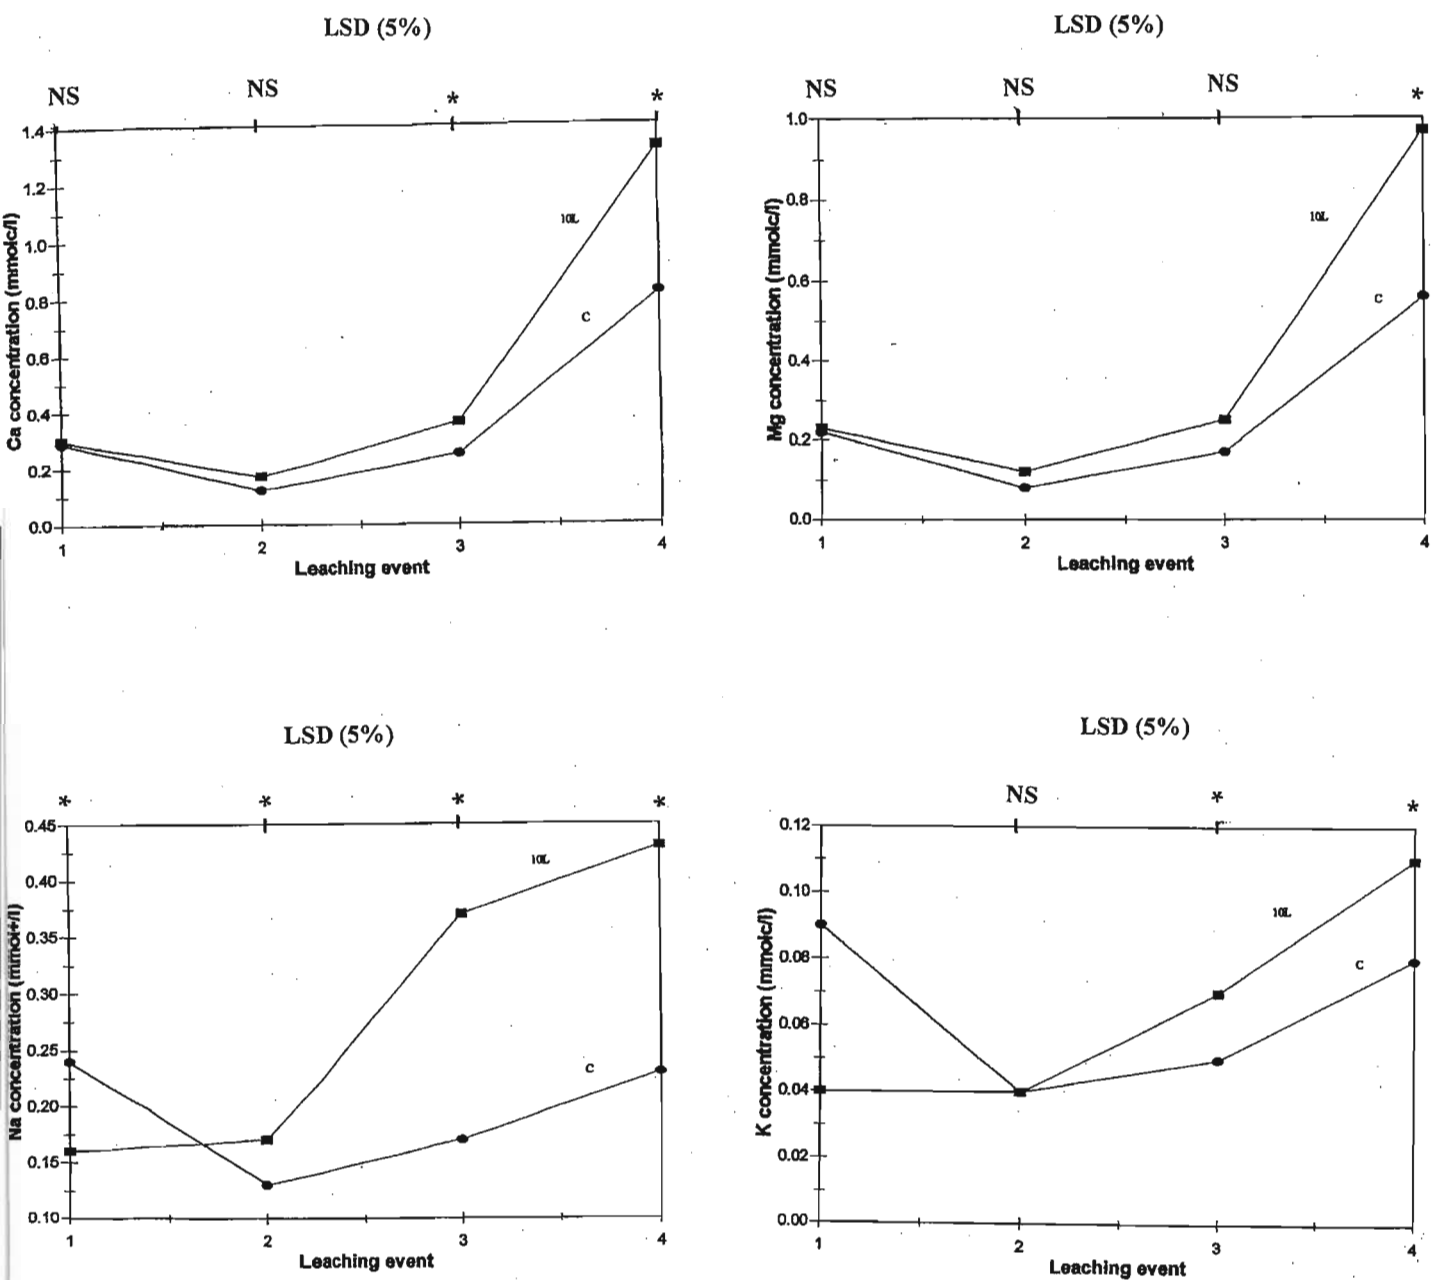 LSD (5%)
NS NS * *
1.4
1.2
1.0
0.8
0.6
0.4
0.2
0.0
Ca concentration (mmolc/l)
10L
C
1 2 3 4
Leaching event
LSD (5%)
NS NS NS *
1.0
0.8
0.6
0.4
0.2
0.0
Mg concentration (mmolc/l)
10L
C
1 2 3 4
Leaching event
LSD (5%)
* * * *
0.45
0.40
0.35
0.30
0.25
0.20
0.15
0.10
Na concentration (mmol+/l)
10L
C
1 2 3 4
Leaching event
LSD (5%)
NS * *
0.12
0.10
0.08
0.06
0.04
0.02
0.00
K concentration (mmolc/l)
10L
C
1 2 3 4
Leaching event